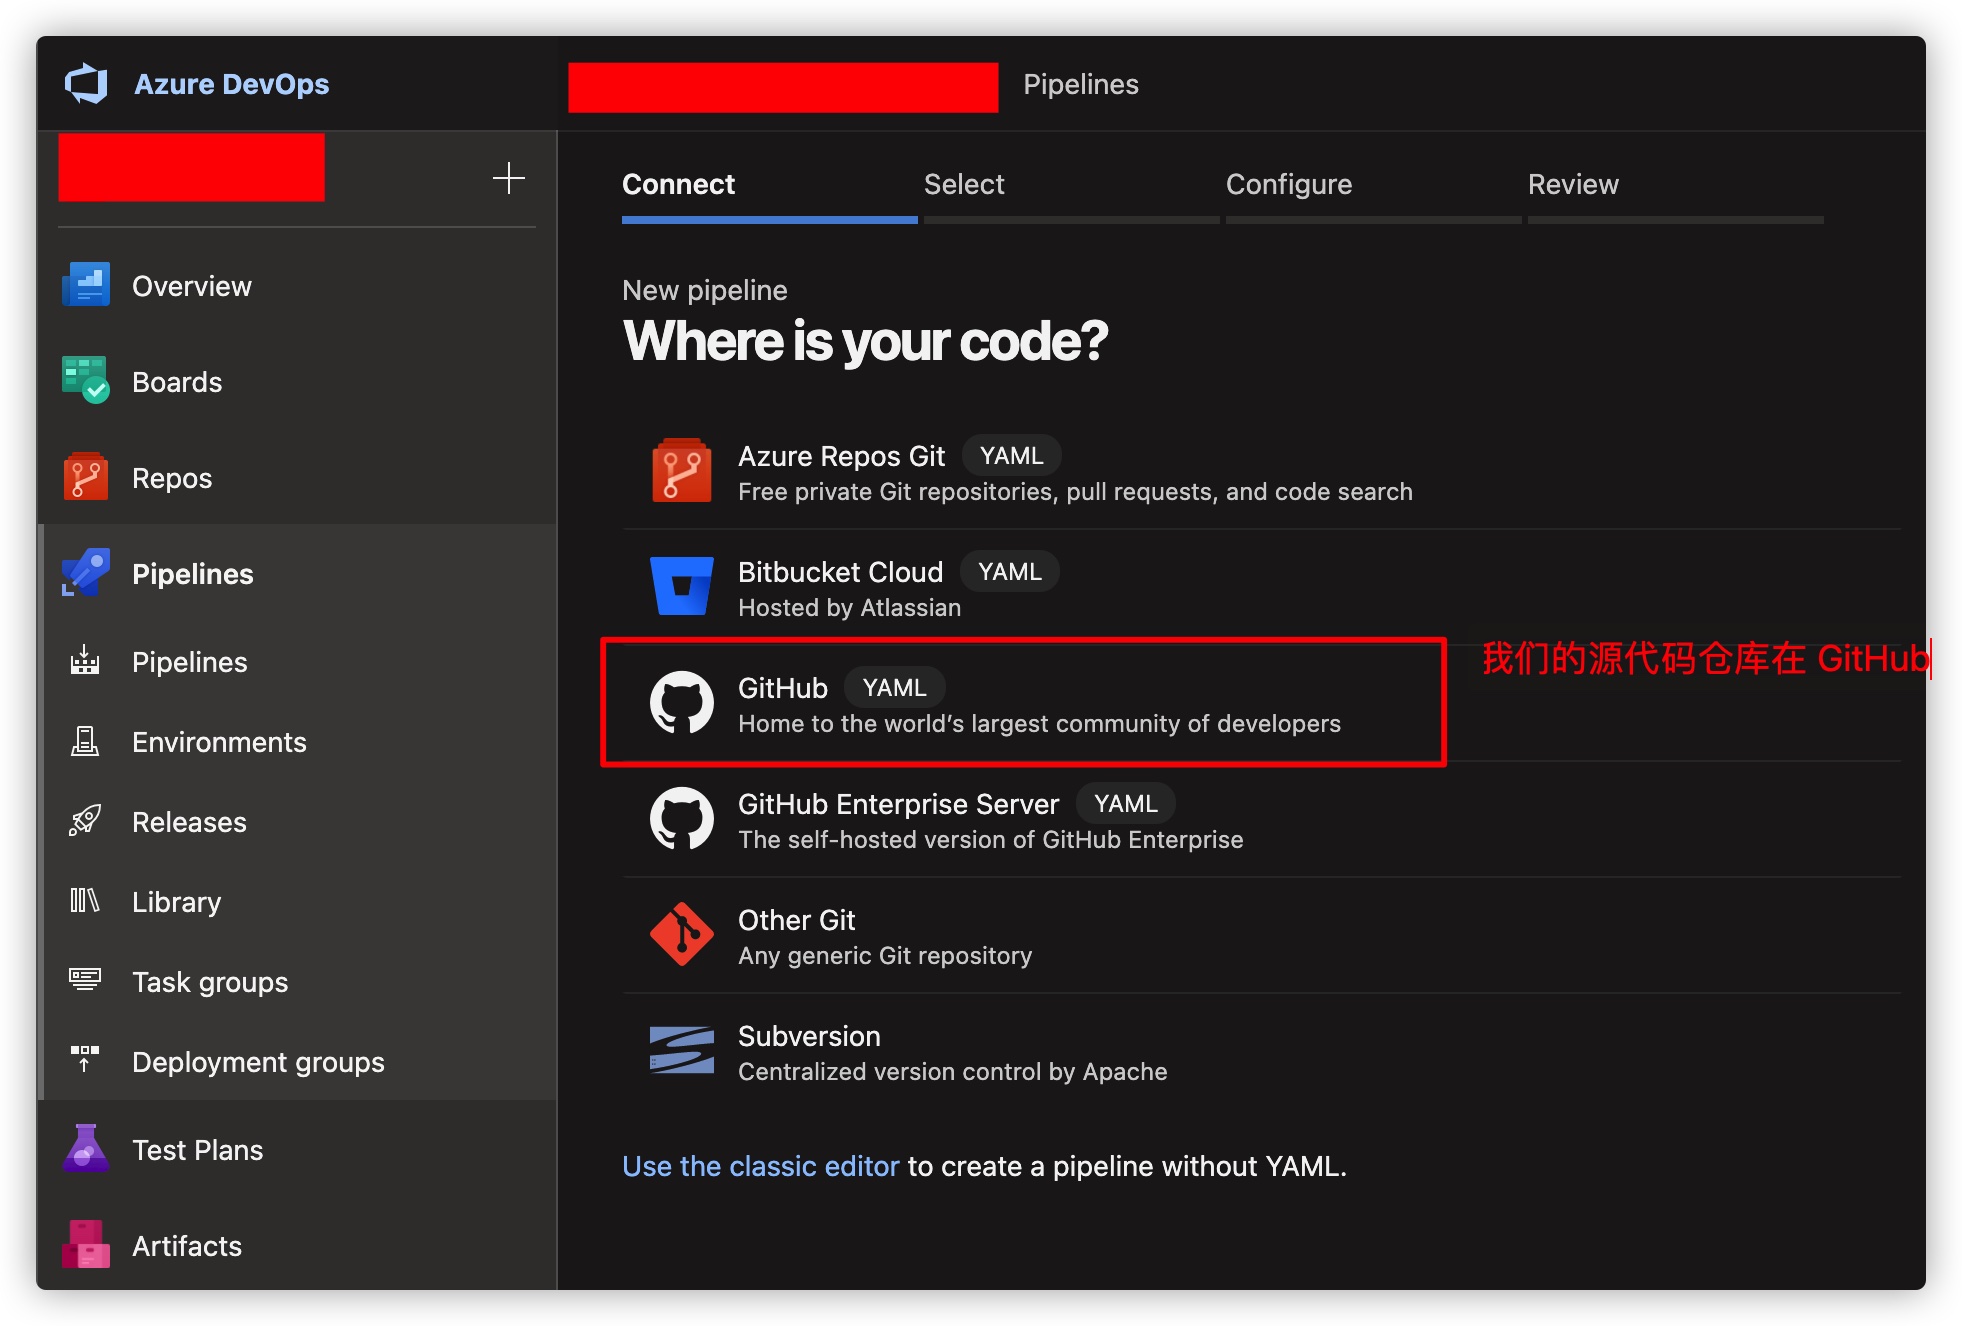 Azure DevOps
Pipelines
Connect
Select
Configure
Review
Overview
Boards
Repos
Pipelines
Pipelines
Environments
Releases
Library
Task groups
Deployment groups
Test Plans
Artifacts
New pipeline
Where is your code?
Azure Repos Git YAML
Free private Git repositories, pull requests, and code search
Bitbucket Cloud YAML
Hosted by Atlassian
GitHub YAML
Home to the world’s largest community of developers
我们的源代码仓库在 GitHub
GitHub Enterprise Server YAML
The self-hosted version of GitHub Enterprise
Other Git
Any generic Git repository
Subversion
Centralized version control by Apache
Use the classic editor to create a pipeline without YAML.